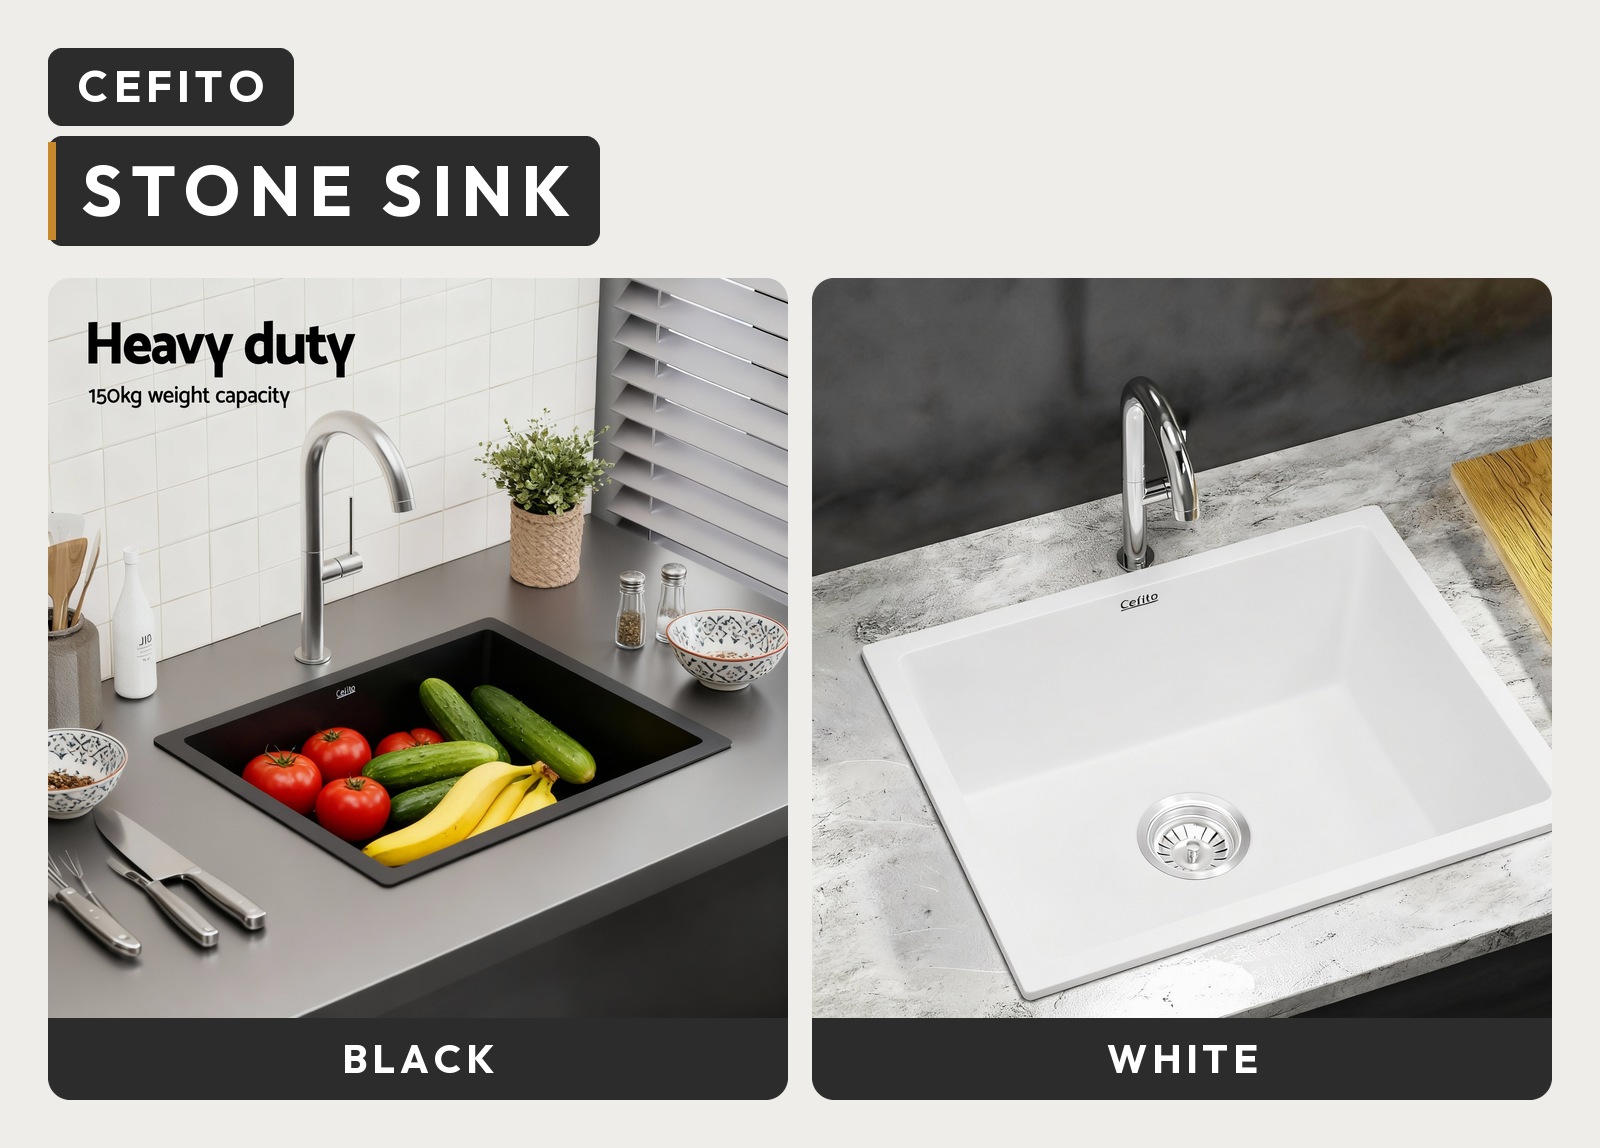 CEFITO
STONE SINK
Heavy duty
150kg weight capacity
Cefito
Cefito
BLACK
WHITE